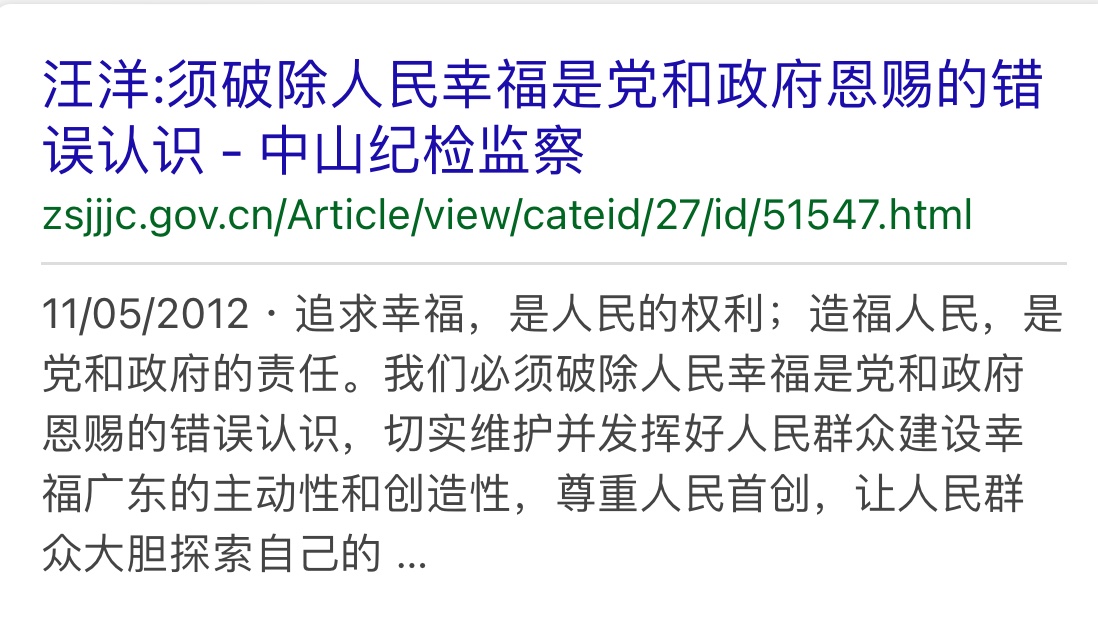 汪洋:须破除人民幸福是党和政府恩赐的错
误认识 - 中山纪检监察
zsjjjc.gov.cn/Article/view/cateid/27/id/51547.html
11/05/2012 · 追求幸福，是人民的权利；造福人民，是
党和政府的责任。我们必须破除人民幸福是党和政府
恩赐的错误认识，切实维护并发挥好人民群众建设幸
福广东的主动性和创造性，尊重人民首创，让人民群
众大胆探索自己的 ...